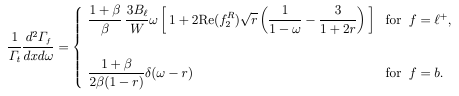 \frac{1}{\Gamma_t} \frac{d^2\Gamma_f}{dxd\omega} = \begin{cases} \frac{1+\beta}{\beta} \frac{3B_\ell}{W} \omega \left[ 1 + 2\mathrm{Re}(f_2^R)\sqrt{r} \left( \frac{1}{1-\omega} - \frac{3}{1+2r} \right) \right] & \text{for } f = \ell^+, \\ \frac{1+\beta}{2\beta(1-r)} \delta(\omega - r) & \text{for } f = b. \end{cases}